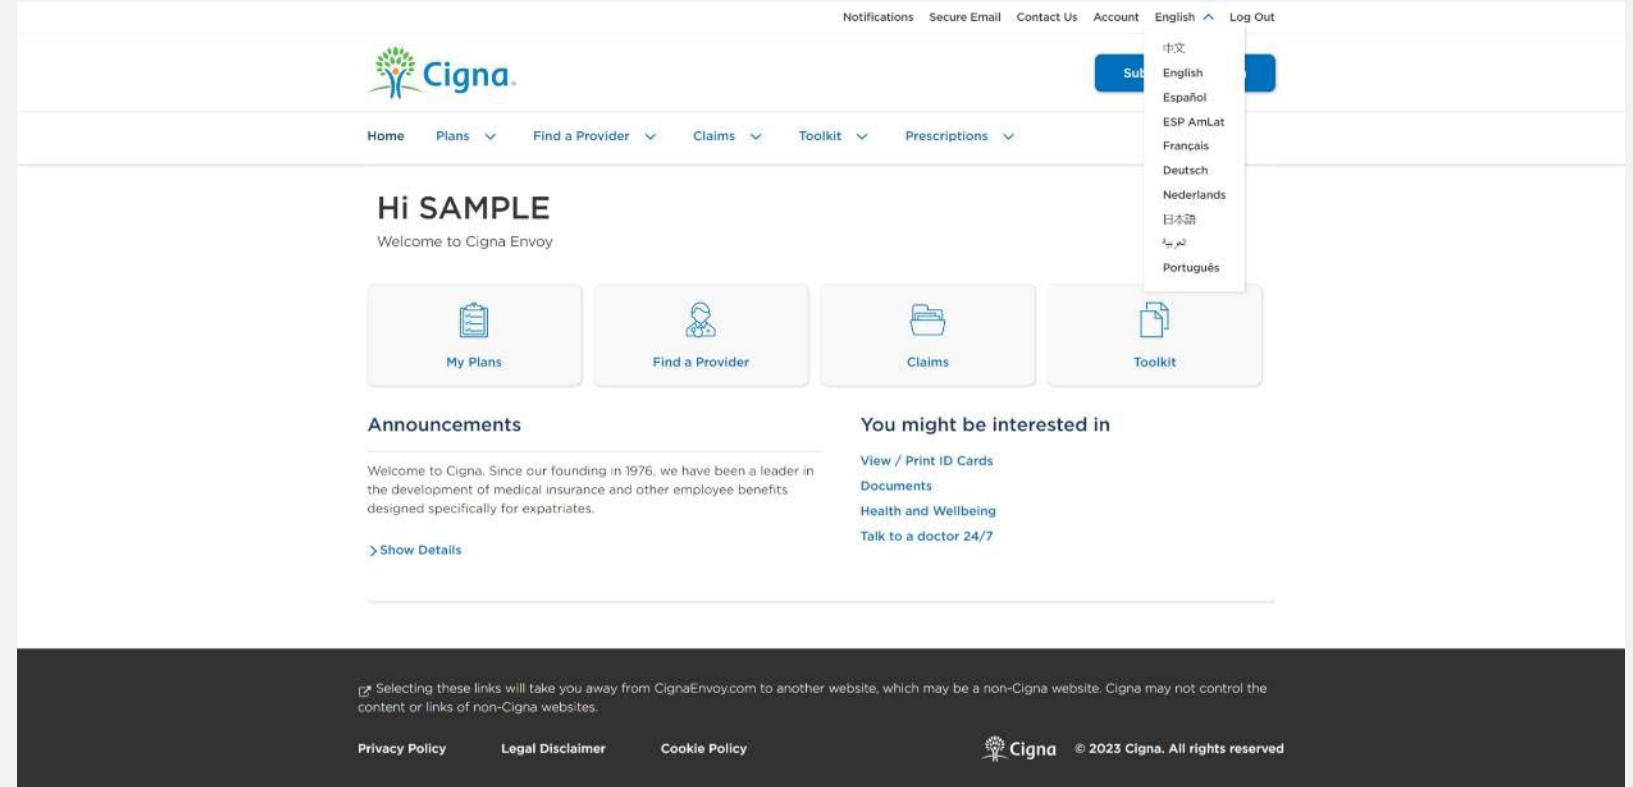 Notifications Secure Email Contact Us Account English Log Out
Cigna.
Sub
中文
English
Español
ESP AmLat
Français
Deutsch
Nederlands
日本語
العربية
Português
Home Plans Find a Provider Claims Toolkit Prescriptions
Hi SAMPLE
Welcome to Cigna Envoy
My Plans Find a Provider Claims Toolkit
Announcements
Welcome to Cigna. Since our founding in 1976, we have been a leader in
the development of medical insurance and other employee benefits
designed specifically for expatriates.
Show Details
You might be interested in
View / Print ID Cards
Documents
Health and Wellbeing
Talk to a doctor 24/7
Selecting these links will take you away from CignaEnvoy.com to another website, which may be a non-Cigna website. Cigna may not control the
content or links of non-Cigna websites.
Privacy Policy Legal Disclaimer Cookie Policy Cigna © 2023 Cigna. All rights reserved